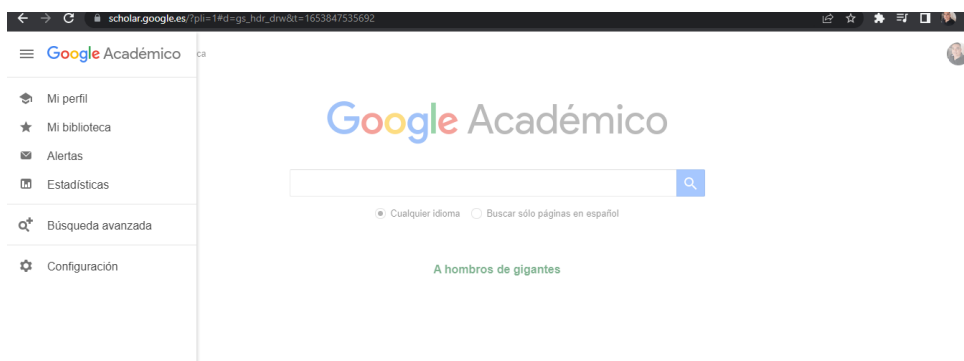 scholar.google.es/?pli=1#d=gs_hdr_drw&t=1653847535692
Google Académico
ca
Mi perfil
Mi biblioteca
Alertas
Estadísticas
Búsqueda avanzada
Configuración
Google Académico
Cualquier idioma Buscar sólo páginas en español
A hombros de gigantes